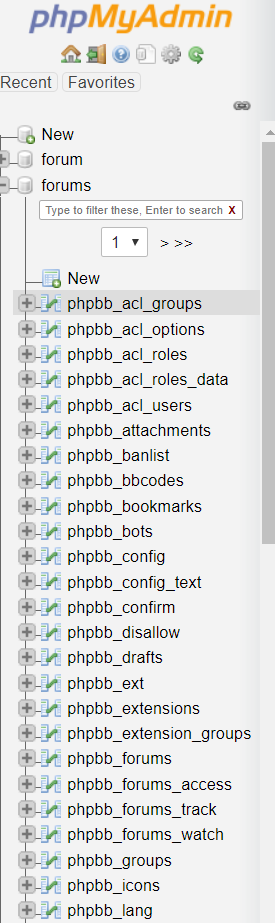 phpMyAdmin
Recent Favorites
New
forum
forums
Type to filter these, Enter to search X
1 ▼ > >>
New
phpbb_acl_groups
phpbb_acl_options
phpbb_acl_roles
phpbb_acl_roles_data
phpbb_acl_users
phpbb_attachments
phpbb_banlist
phpbb_bbcodes
phpbb_bookmarks
phpbb_bots
phpbb_config
phpbb_config_text
phpbb_confirm
phpbb_disallow
phpbb_drafts
phpbb_ext
phpbb_extensions
phpbb_extension_groups
phpbb_forums
phpbb_forums_access
phpbb_forums_track
phpbb_forums_watch
phpbb_groups
phpbb_icons
phpbb_lang